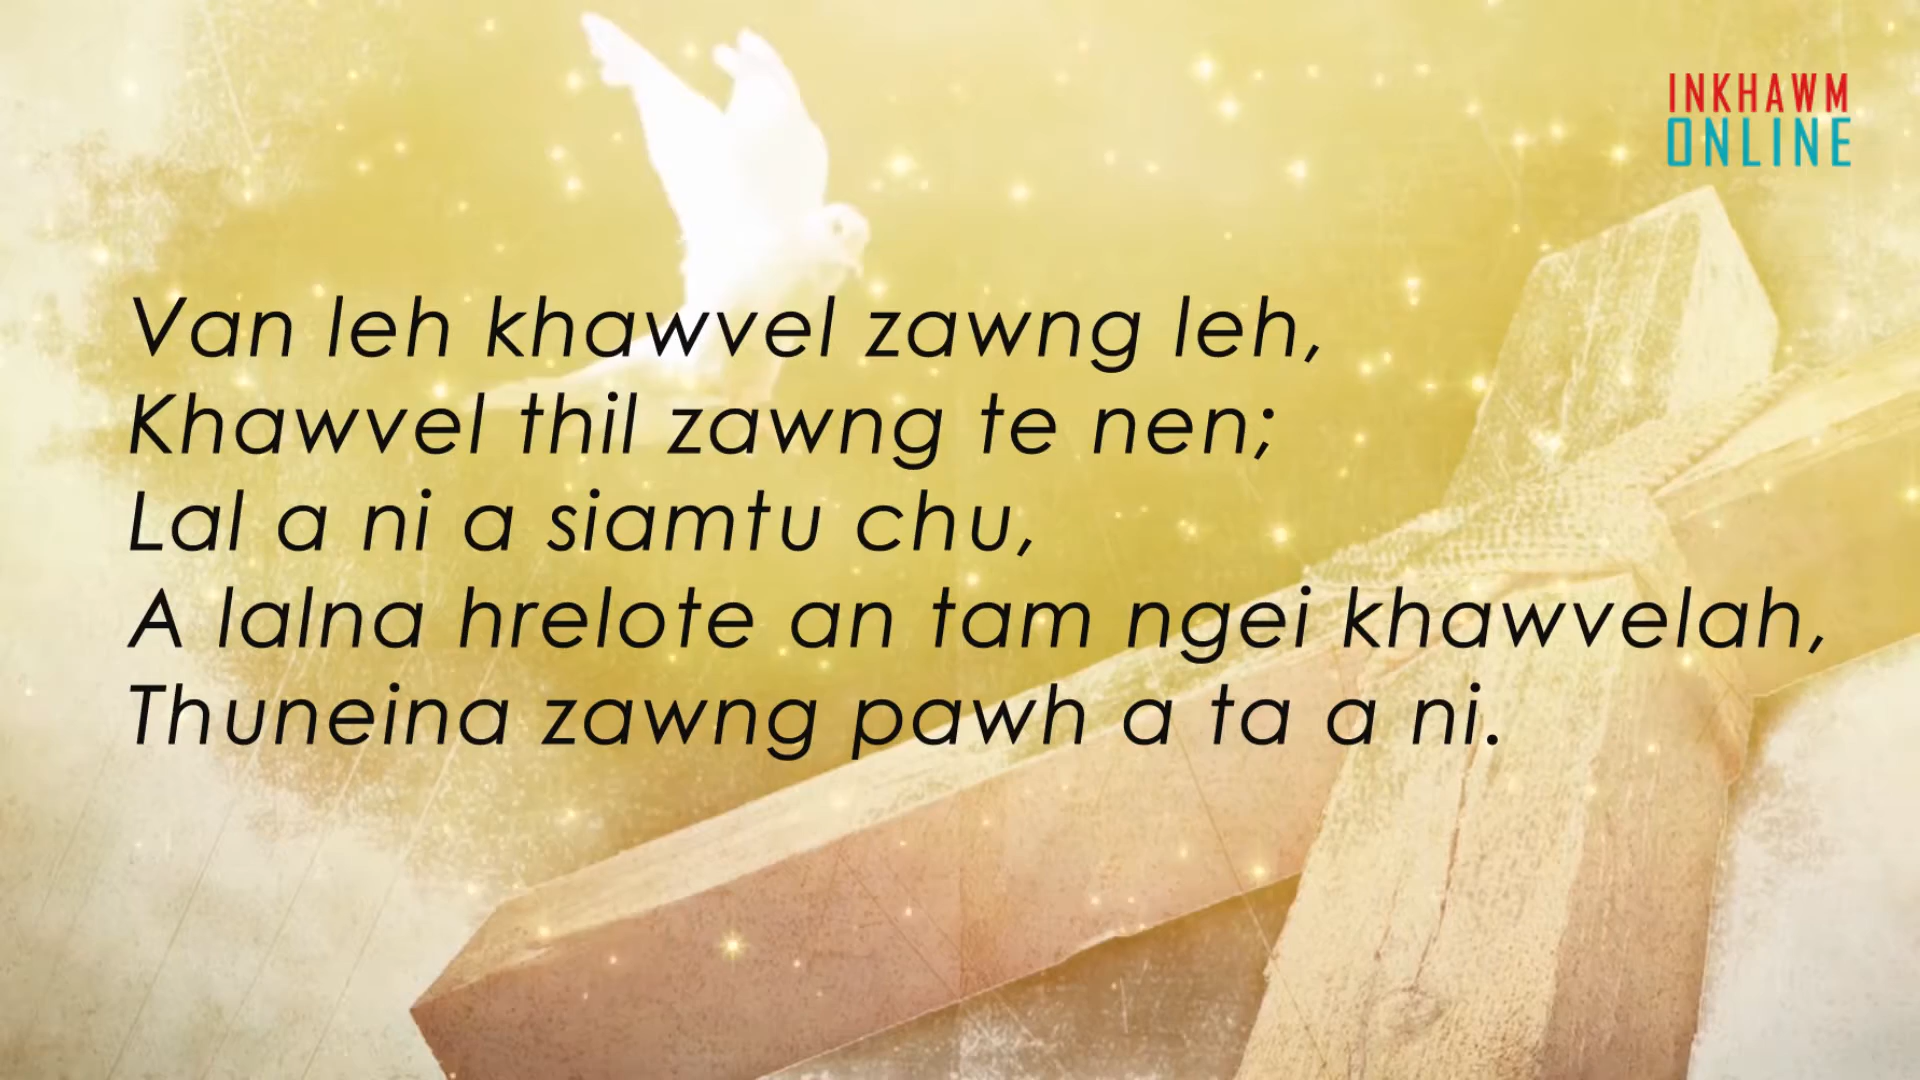 INKHAWM
ONLINE
Van leh khawvel zawng leh,
Khawvel thil zawng te nen;
Lal a ni a siamtu chu,
A lalna hrelote an tam ngei khawvelah,
Thuneina zawng pawh a ta a ni.